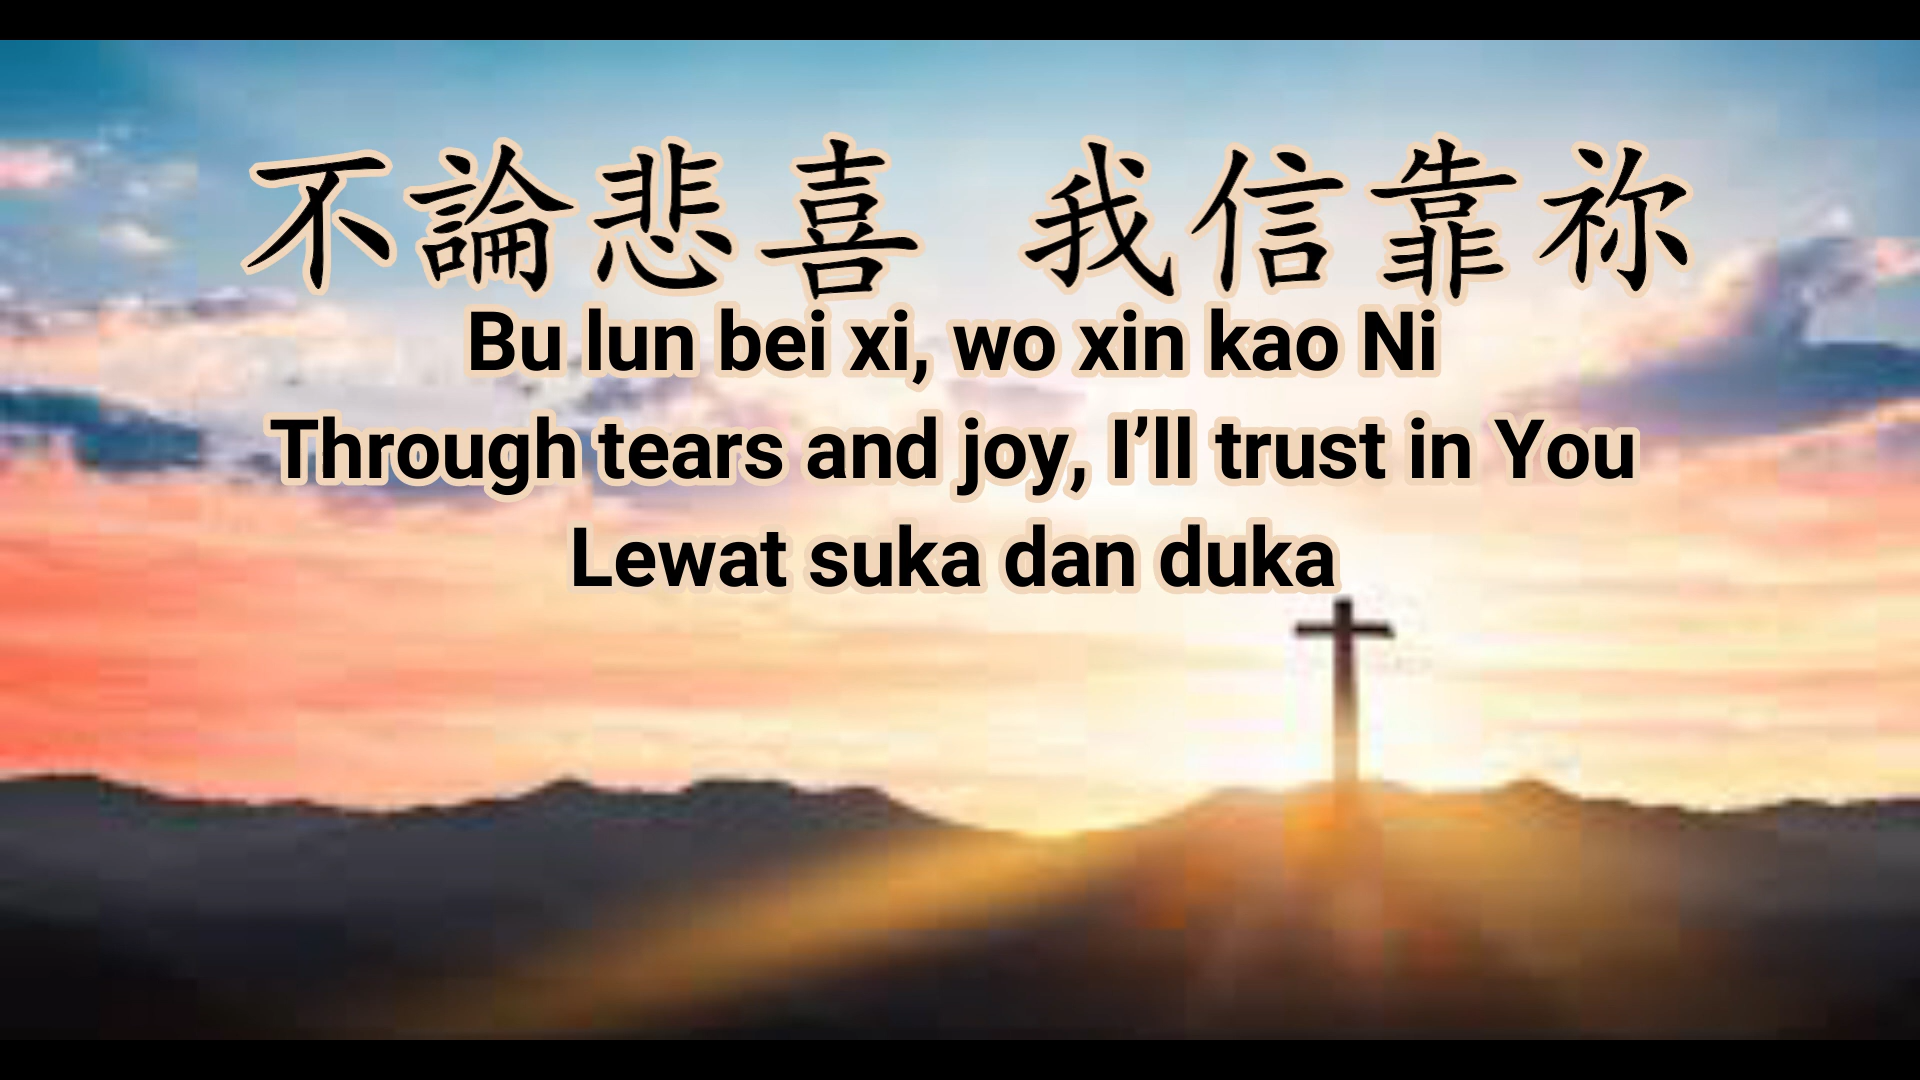 不論悲喜 我信靠祢
Bu lun bei xi, wo xin kao Ni
Through tears and joy, I’ll trust in You
Lewat suka dan duka